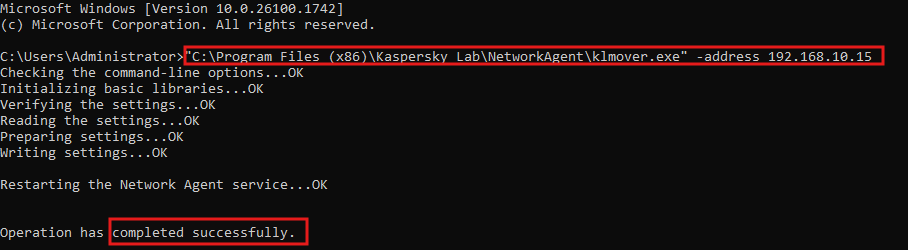 Microsoft Windows [Version 10.0.26100.1742]
(c) Microsoft Corporation. All rights reserved.
C:\Users\Administrator>"C:\Program Files (x86)\Kaspersky Lab\NetworkAgent\klmover.exe" -address 192.168.10.15
Checking the command-line options...OK
Initializing basic libraries...OK
Verifying the settings...OK
Reading the settings...OK
Preparing settings...OK
Writing settings...OK
Restarting the Network Agent service...OK
Operation has completed successfully.